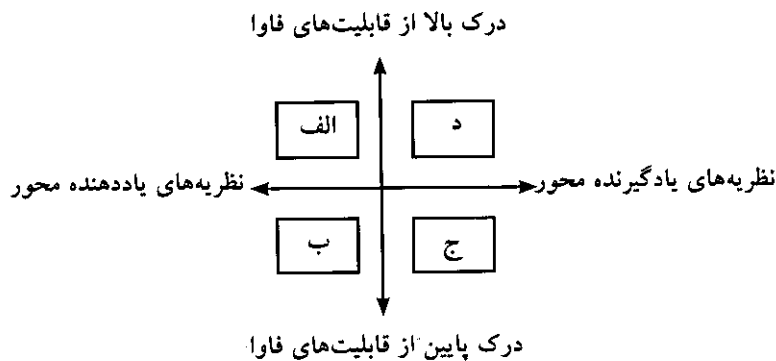 درک بالا از قابلیت‌های فاوا
د
الف
نظریه‌های یادگیرنده محور
نظریه‌های یاددهنده محور
ج
ب
درک پایین از قابلیت‌های فاوا